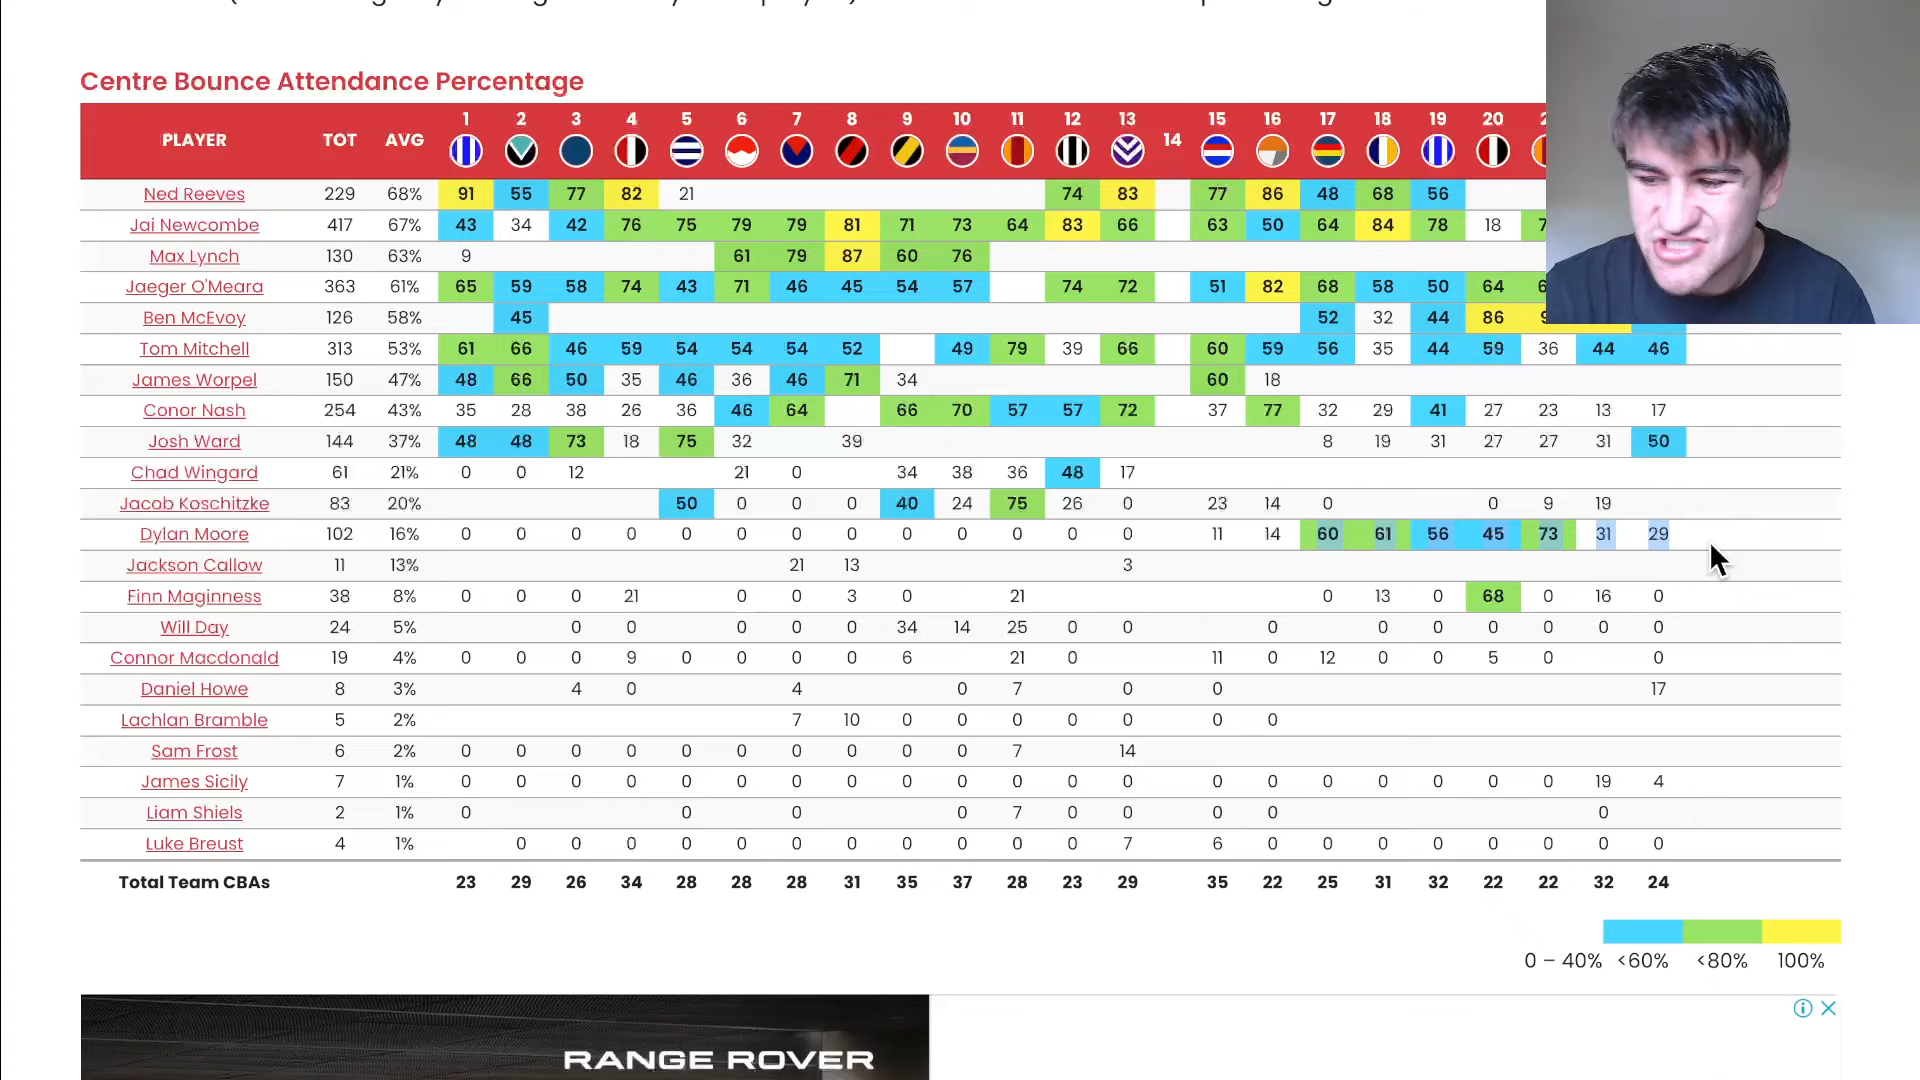 Centre Bounce Attendance Percentage
PLAYER TOT AVG 1 2 3 4 5 6 7 8 9 10 11 12 13 14 15 16 17 18 19 20
Ned Reeves 229 68% 91 55 77 82 21 74 83 77 86 48 68 56
Jai Newcombe 417 67% 43 34 42 76 75 79 79 81 71 73 64 83 66 63 50 64 84 78 18
Max Lynch 130 63% 9 61 79 87 60 76
Jaeger O'Meara 363 61% 65 59 58 74 43 71 46 45 54 57 74 72 51 82 68 58 50 64
Ben McEvoy 126 58% 45 52 32 44 86
Tom Mitchell 313 53% 61 66 46 59 54 54 54 52 49 79 39 66 60 59 56 35 44 59 36 44 46
James Worpel 150 47% 48 66 50 35 46 36 46 71 34 60 18
Conor Nash 254 43% 35 28 38 26 36 46 64 66 70 57 57 72 37 77 32 29 41 27 23 13 17
Josh Ward 144 37% 48 48 73 18 75 32 39 8 19 31 27 27 31 50
Chad Wingard 61 21% 0 0 12 21 0 34 38 36 48 17
Jacob Koschitzke 83 20% 50 0 0 0 40 24 75 26 0 23 14 0 0 9 19
Dylan Moore 102 16% 0 0 0 0 0 0 0 0 0 0 0 0 0 11 14 60 61 56 45 73 31 29
Jackson Callow 11 13% 21 13 3
Finn Maginness 38 8% 0 0 0 21 0 0 3 0 21 0 13 0 68 0 16 0
Will Day 24 5% 0 0 0 0 0 34 14 25 0 0 0 0 0 0 0 0 0
Connor Macdonald 19 4% 0 0 0 9 0 0 0 0 6 21 0 11 0 12 0 0 5 0 0
Daniel Howe 8 3% 4 0 4 0 7 0 0 17
Lachlan Bramble 5 2% 7 10 0 0 0 0 0 0 0
Sam Frost 6 2% 0 0 0 0 0 0 0 0 0 0 7 14
James Sicily 7 1% 0 0 0 0 0 0 0 0 0 0 0 0 0 0 0 0 0 0 0 0 19 4
Liam Shiels 2 1% 0 0 0 0 7 0 0 0 0 0
Luke Breust 4 1% 0 0 0 0 0 0 0 0 0 0 0 7 6 0 0 0 0 0 0 0 0
Total Team CBAs 23 29 26 34 28 28 28 31 35 37 28 23 29 35 22 25 31 32 22 22 32 24
0 – 40% <60% <80% 100%
RANGE ROVER